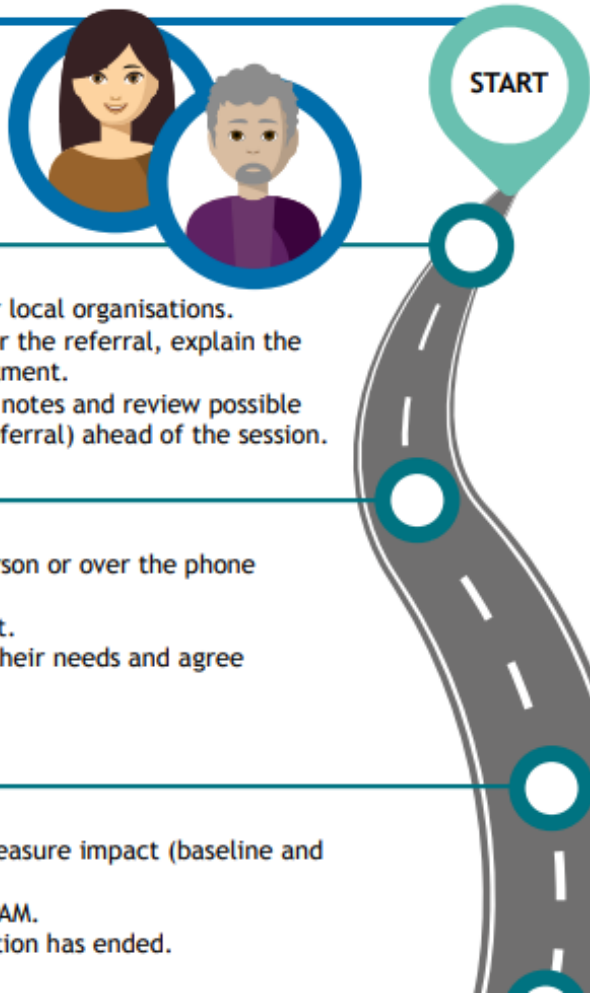 START
local organisations.
r the referral, explain the
ment.
notes and review possible
ferral) ahead of the session.
son or over the phone
t.
heir needs and agree
easure impact (baseline and
AM.
tion has ended.